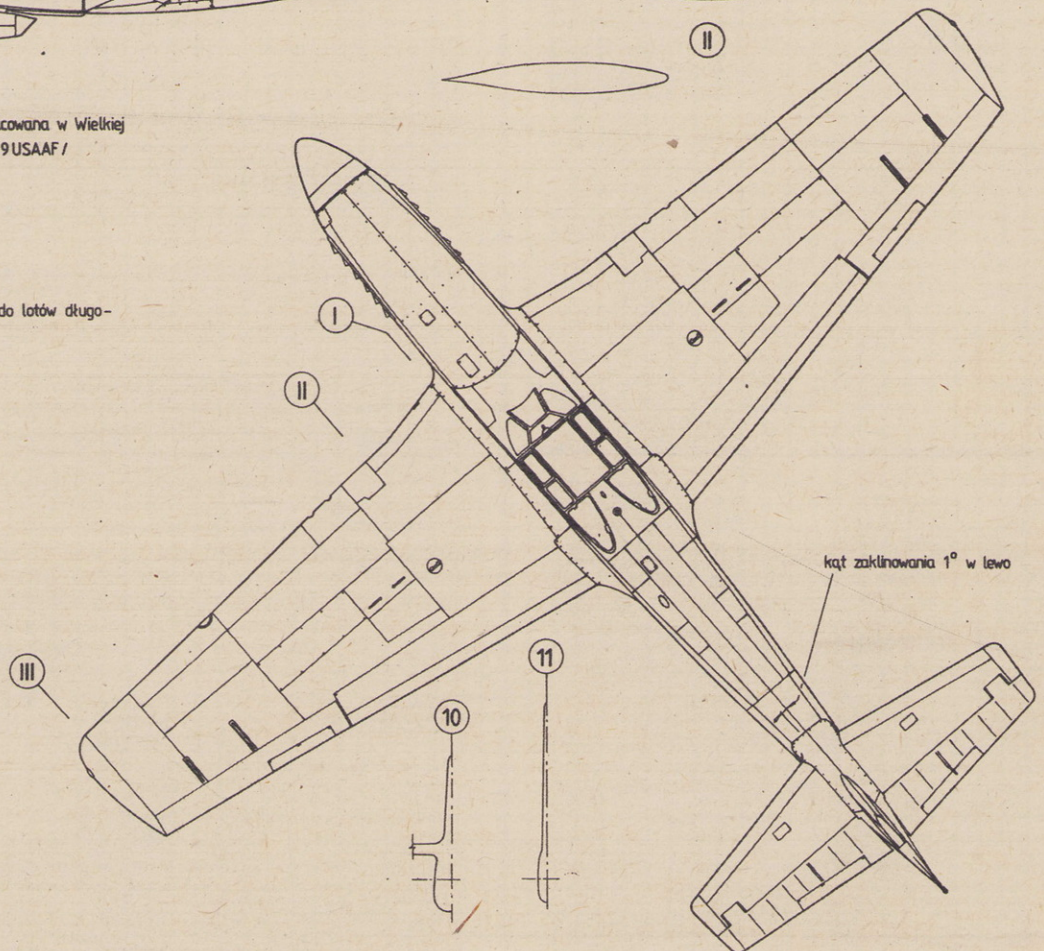 II
cowana w Wielkiej
9 USAAF /
do lotów długo-
I
II
kąt zaklinowania 1° w lewo
III
11
10